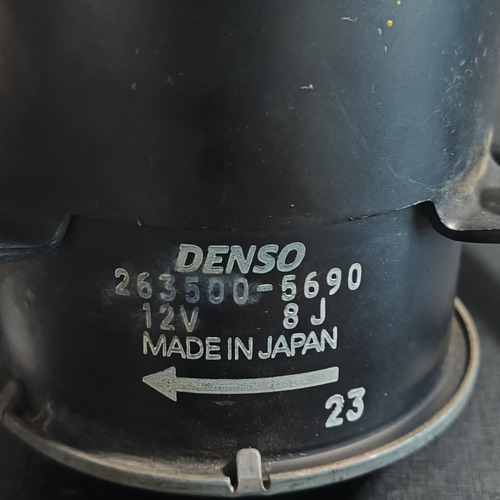 DENSO
263500-5690
12V 8J
MADE IN JAPAN
23